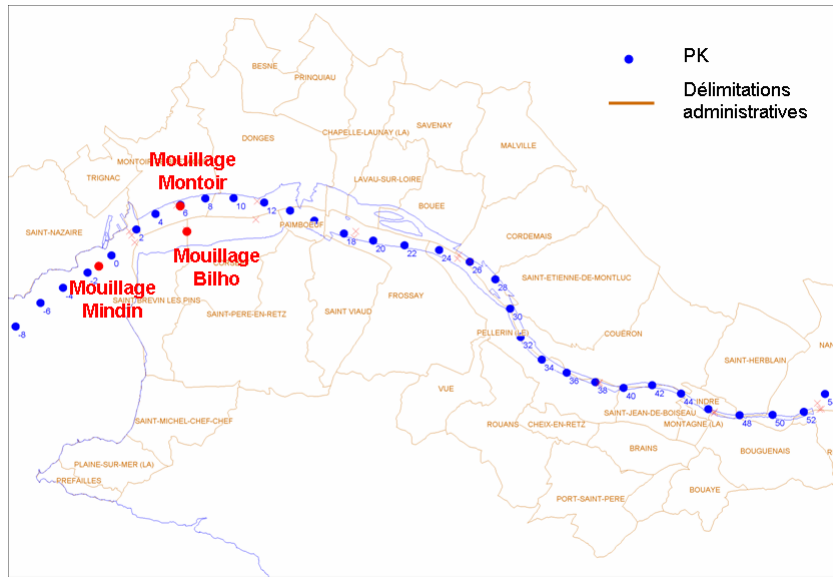 PK
Délimitations
administratives
BESNE
PRINQUIAU
SAVENAY
DONGES
CHAPELLE-LAUNAY (LA)
MALVILLE
Mouillage
Montoir
TRIGNAC
LAVAU-SUR-LOIRE
BOUEE
SAINT-NAZAIRE
PAIMBOEUF
CORDEMAIS
2
4
6
8
10
12
18
20
22
24
26
28
30
32
34
36
38
40
42
44
48
50
52
0
-2
-4
-6
-8
Mouillage
Bilho
Mouillage
Mindin
SAINT-BREVIN LES PINS
SAINT-ETIENNE-DE-MONTLUC
FROSSAY
SAINT-PERE-EN-RETZ
SAINT VIAUD
PELLERIN (LE)
COUËRON
SAINT-HERBLAIN
NAN
VUE
INDRE
SAINT-JEAN-DE-BOISEAU
SAINT-MICHEL-CHEF-CHEF
ROUANS
CHEIX-EN-RETZ
MONTAGNE (LA)
BRAINS
BOUGUENAIS
PLAINE-SUR-MER (LA)
PREFAILLES
PORT-SAINT-PERE
BOUAYE